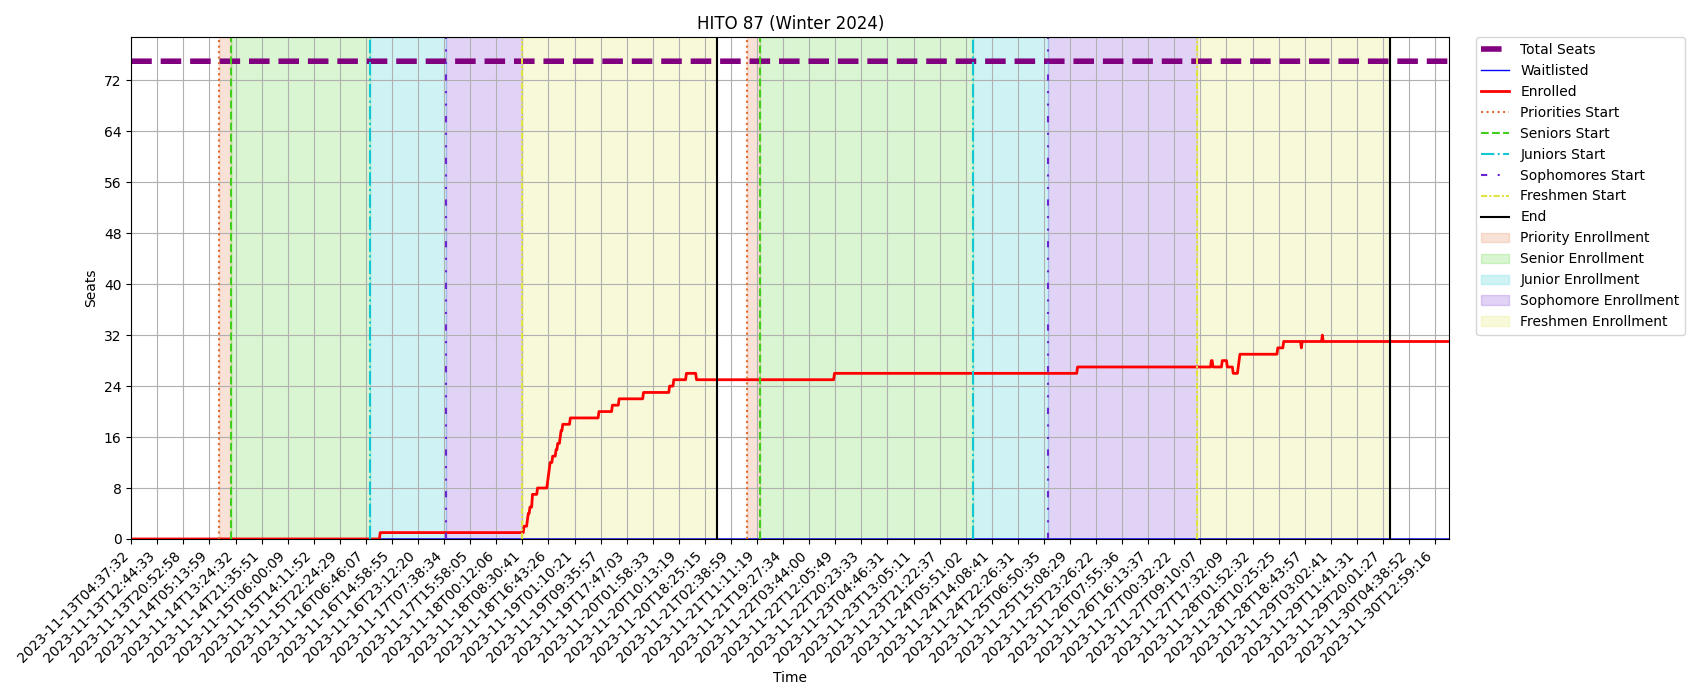 HITO 87 (Winter 2024)
Seats
72
64
56
48
40
32
24
16
8
0
2023-11-13T04:37:32
2023-11-13T12:44:33
2023-11-13T20:52:58
2023-11-14T05:13:59
2023-11-14T13:24:32
2023-11-14T21:35:51
2023-11-15T06:00:09
2023-11-15T14:11:52
2023-11-15T22:24:29
2023-11-16T06:46:07
2023-11-16T14:58:55
2023-11-16T23:12:20
2023-11-17T07:38:34
2023-11-17T15:58:05
2023-11-18T00:12:06
2023-11-18T08:30:41
2023-11-18T16:43:26
2023-11-19T01:10:21
2023-11-19T09:35:57
2023-11-19T17:47:03
2023-11-20T01:58:33
2023-11-20T10:13:19
2023-11-20T18:25:15
2023-11-21T02:38:59
2023-11-21T11:11:19
2023-11-21T19:27:34
2023-11-22T03:44:00
2023-11-22T12:05:49
2023-11-22T20:23:33
2023-11-23T04:46:31
2023-11-23T13:05:11
2023-11-23T21:22:37
2023-11-24T05:51:02
2023-11-24T14:08:41
2023-11-24T22:26:31
2023-11-25T06:50:35
2023-11-25T15:08:29
2023-11-25T23:26:22
2023-11-26T07:55:36
2023-11-26T16:13:37
2023-11-27T00:32:22
2023-11-27T09:10:07
2023-11-27T17:32:09
2023-11-28T01:52:32
2023-11-28T10:25:25
2023-11-28T18:43:57
2023-11-29T03:02:41
2023-11-29T11:41:31
2023-11-29T20:01:27
2023-11-30T04:38:52
2023-11-30T12:59:16
Time
Total Seats
Waitlisted
Enrolled
Priorities Start
Seniors Start
Juniors Start
Sophomores Start
Freshmen Start
End
Priority Enrollment
Senior Enrollment
Junior Enrollment
Sophomore Enrollment
Freshmen Enrollment